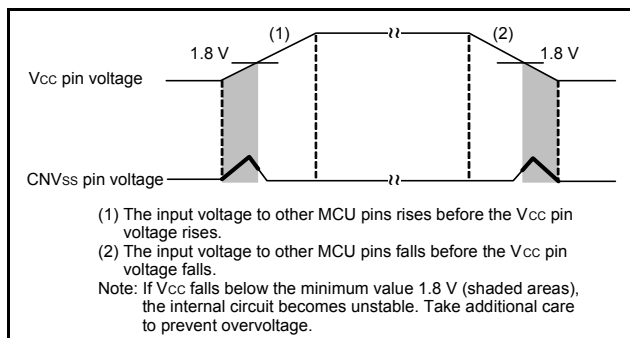 (1)
(2)
1.8 V
1.8 V
Vcc pin voltage
CNVss pin voltage
(1) The input voltage to other MCU pins rises before the Vcc pin
voltage rises.
(2) The input voltage to other MCU pins falls before the Vcc pin
voltage falls.
Note: If Vcc falls below the minimum value 1.8 V (shaded areas),
the internal circuit becomes unstable. Take additional care
to prevent overvoltage.